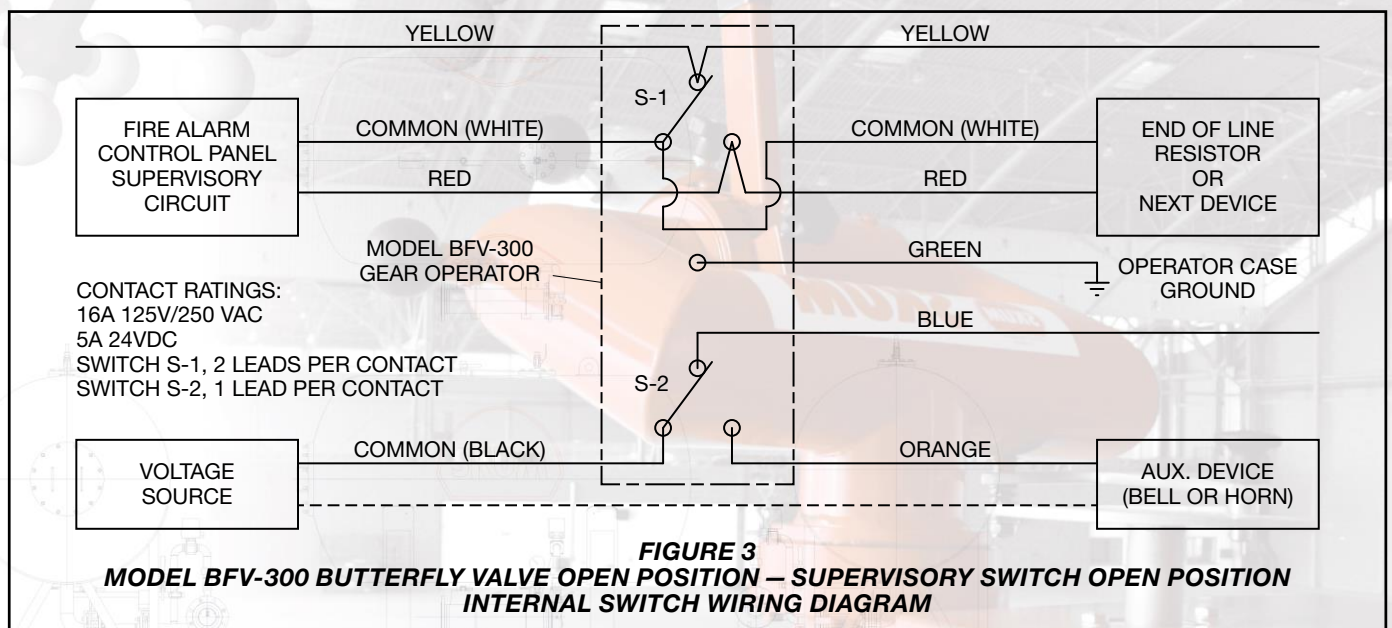 YELLOW
YELLOW
S-1
FIRE ALARM
CONTROL PANEL
SUPERVISORY
CIRCUIT
COMMON (WHITE)
RED
COMMON (WHITE)
RED
END OF LINE
RESISTOR
OR
NEXT DEVICE
MODEL BFV-300
GEAR OPERATOR
GREEN
OPERATOR CASE
GROUND
CONTACT RATINGS:
16A 125V/250 VAC
5A 24VDC
SWITCH S-1, 2 LEADS PER CONTACT
SWITCH S-2, 1 LEAD PER CONTACT
BLUE
S-2
VOLTAGE
SOURCE
COMMON (BLACK)
ORANGE
AUX. DEVICE
(BELL OR HORN)
FIGURE 3
MODEL BFV-300 BUTTERFLY VALVE OPEN POSITION — SUPERVISORY SWITCH OPEN POSITION
INTERNAL SWITCH WIRING DIAGRAM